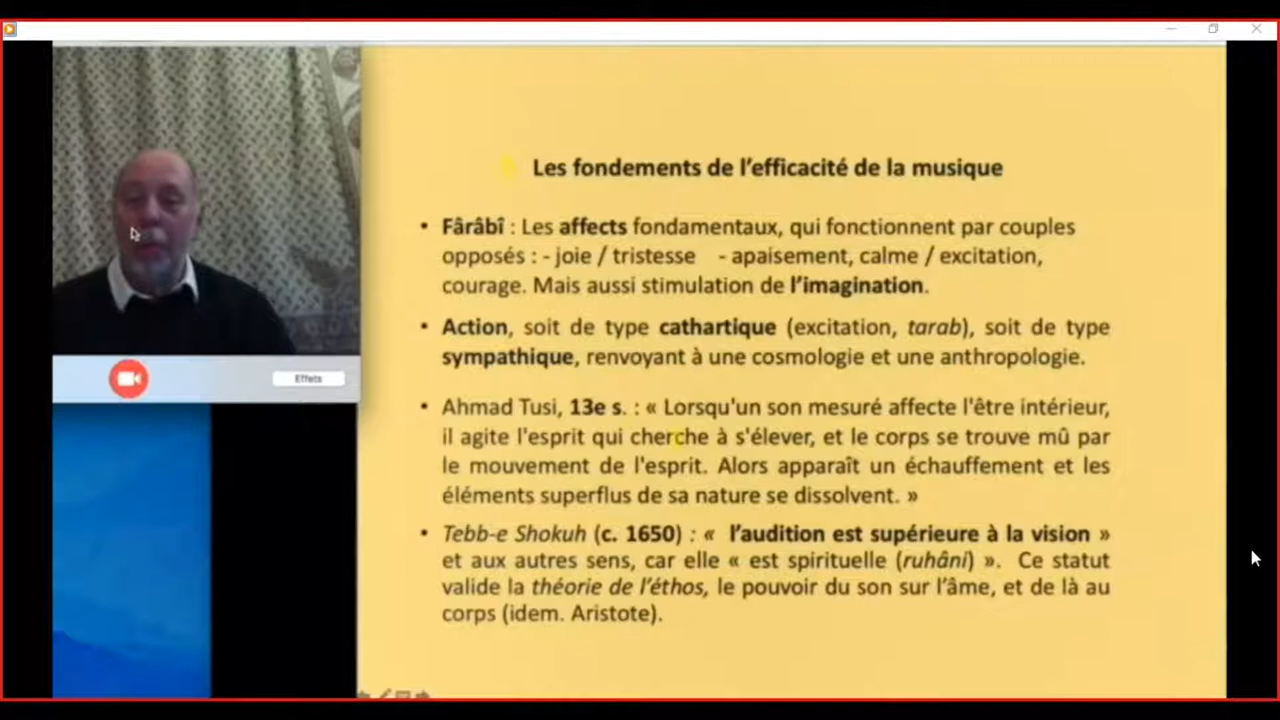 Les fondements de l'efficacité de la musique
• Fârâbî : Les affects fondamentaux, qui fonctionnent par couples
opposés : - joie / tristesse - apaisement, calme / excitation,
courage. Mais aussi stimulation de l'imagination.
• Action, soit de type cathartique (excitation, tarab), soit de type
sympathique, renvoyant à une cosmologie et une anthropologie.
• Ahmad Tusi, 13e s. : « Lorsqu'un son mesuré affecte l'être intérieur,
il agite l'esprit qui cherche à s'élever, et le corps se trouve mû par
le mouvement de l'esprit. Alors apparaît un échauffement et les
éléments superflus de sa nature se dissolvent. »
• Tebb-e Shokuh (c. 1650) : « l'audition est supérieure à la vision »
et aux autres sens, car elle « est spirituelle (ruhâni) ». Ce statut
valide la théorie de l'éthos, le pouvoir du son sur l'âme, et de là au
corps (idem. Aristote).
Effets